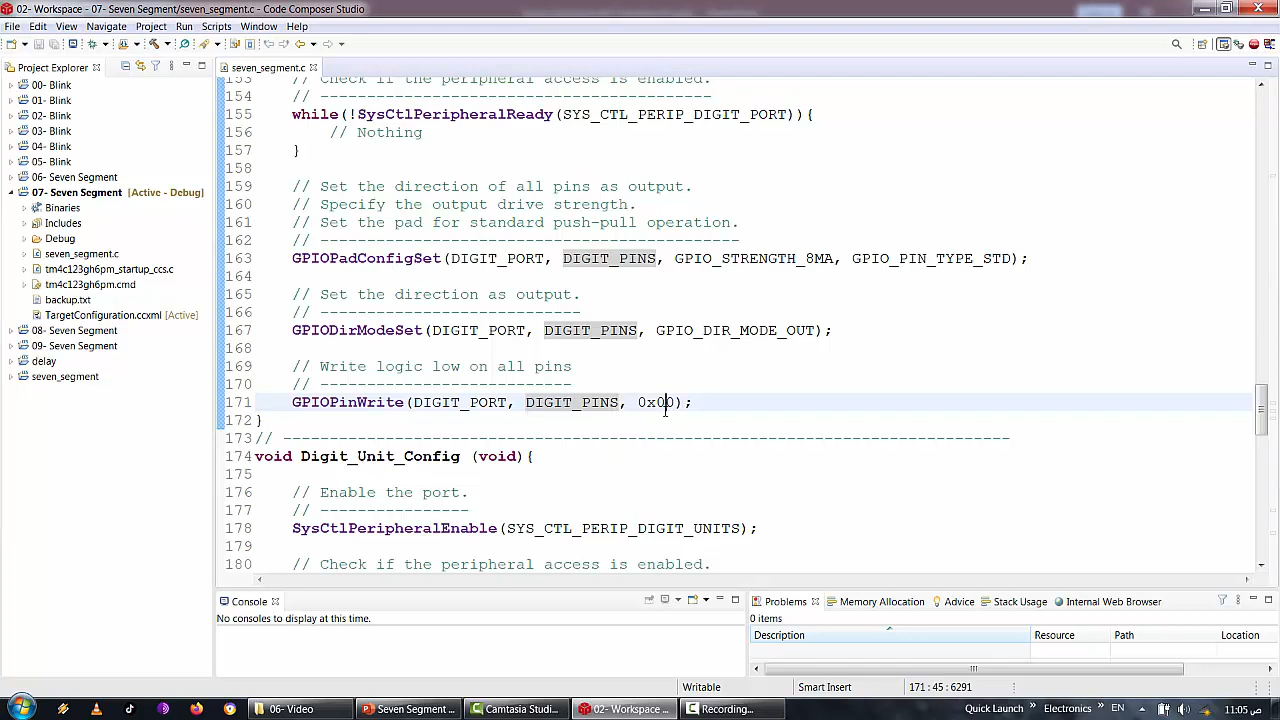 02- Workspace - 07- Seven Segment/seven_segment.c - Code Composer Studio
File Edit View Navigate Project Run Scripts Window Help
Project Explorer
00- Blink
01- Blink
02- Blink
03- Blink
04- Blink
05- Blink
06- Seven Segment
07- Seven Segment [Active - Debug]
Binaries
Includes
Debug
seven_segment.c
tm4c123gh6pm_startup_ccs.c
tm4c123gh6pm.cmd
backup.txt
TargetConfiguration.ccxml [Active]
08- Seven Segment
09- Seven Segment
delay
seven_segment
seven_segment.c
153 // Check if the peripheral access is enabled.
154 // ------------------------------------------
155 while(!SysCtlPeripheralReady(SYS_CTL_PERIP_DIGIT_PORT)){
156 // Nothing
157 }
158
159 // Set the direction of all pins as output.
160 // Specify the output drive strength.
161 // Set the pad for standard push-pull operation.
162 // ---------------------------------------------
163 GPIOPadConfigSet(DIGIT_PORT, DIGIT_PINS, GPIO_STRENGTH_8MA, GPIO_PIN_TYPE_STD);
164
165 // Set the direction as output.
166 // ----------------------------
167 GPIODirModeSet(DIGIT_PORT, DIGIT_PINS, GPIO_DIR_MODE_OUT);
168
169 // Write logic low on all pins
170 // ---------------------------
171 GPIOPinWrite(DIGIT_PORT, DIGIT_PINS, 0x00);
172 }
173 // ------------------------------------------------------------------------------
174 void Digit_Unit_Config (void){
175
176 // Enable the port.
177 // ----------------
178 SysCtlPeripheralEnable(SYS_CTL_PERIP_DIGIT_UNITS);
179
180 // Check if the peripheral access is enabled.
Console
No consoles to display at this time.
Problems Memory Allocation Advice Stack Usage Internal Web Browser
0 items
Description Resource Path Location
Writable Smart Insert 171 : 45 : 6291
06- Video Seven Segment ... Camtasia Studio... 02- Workspace ... Recording... Quick Launch » Electronics » EN 11:05 ص